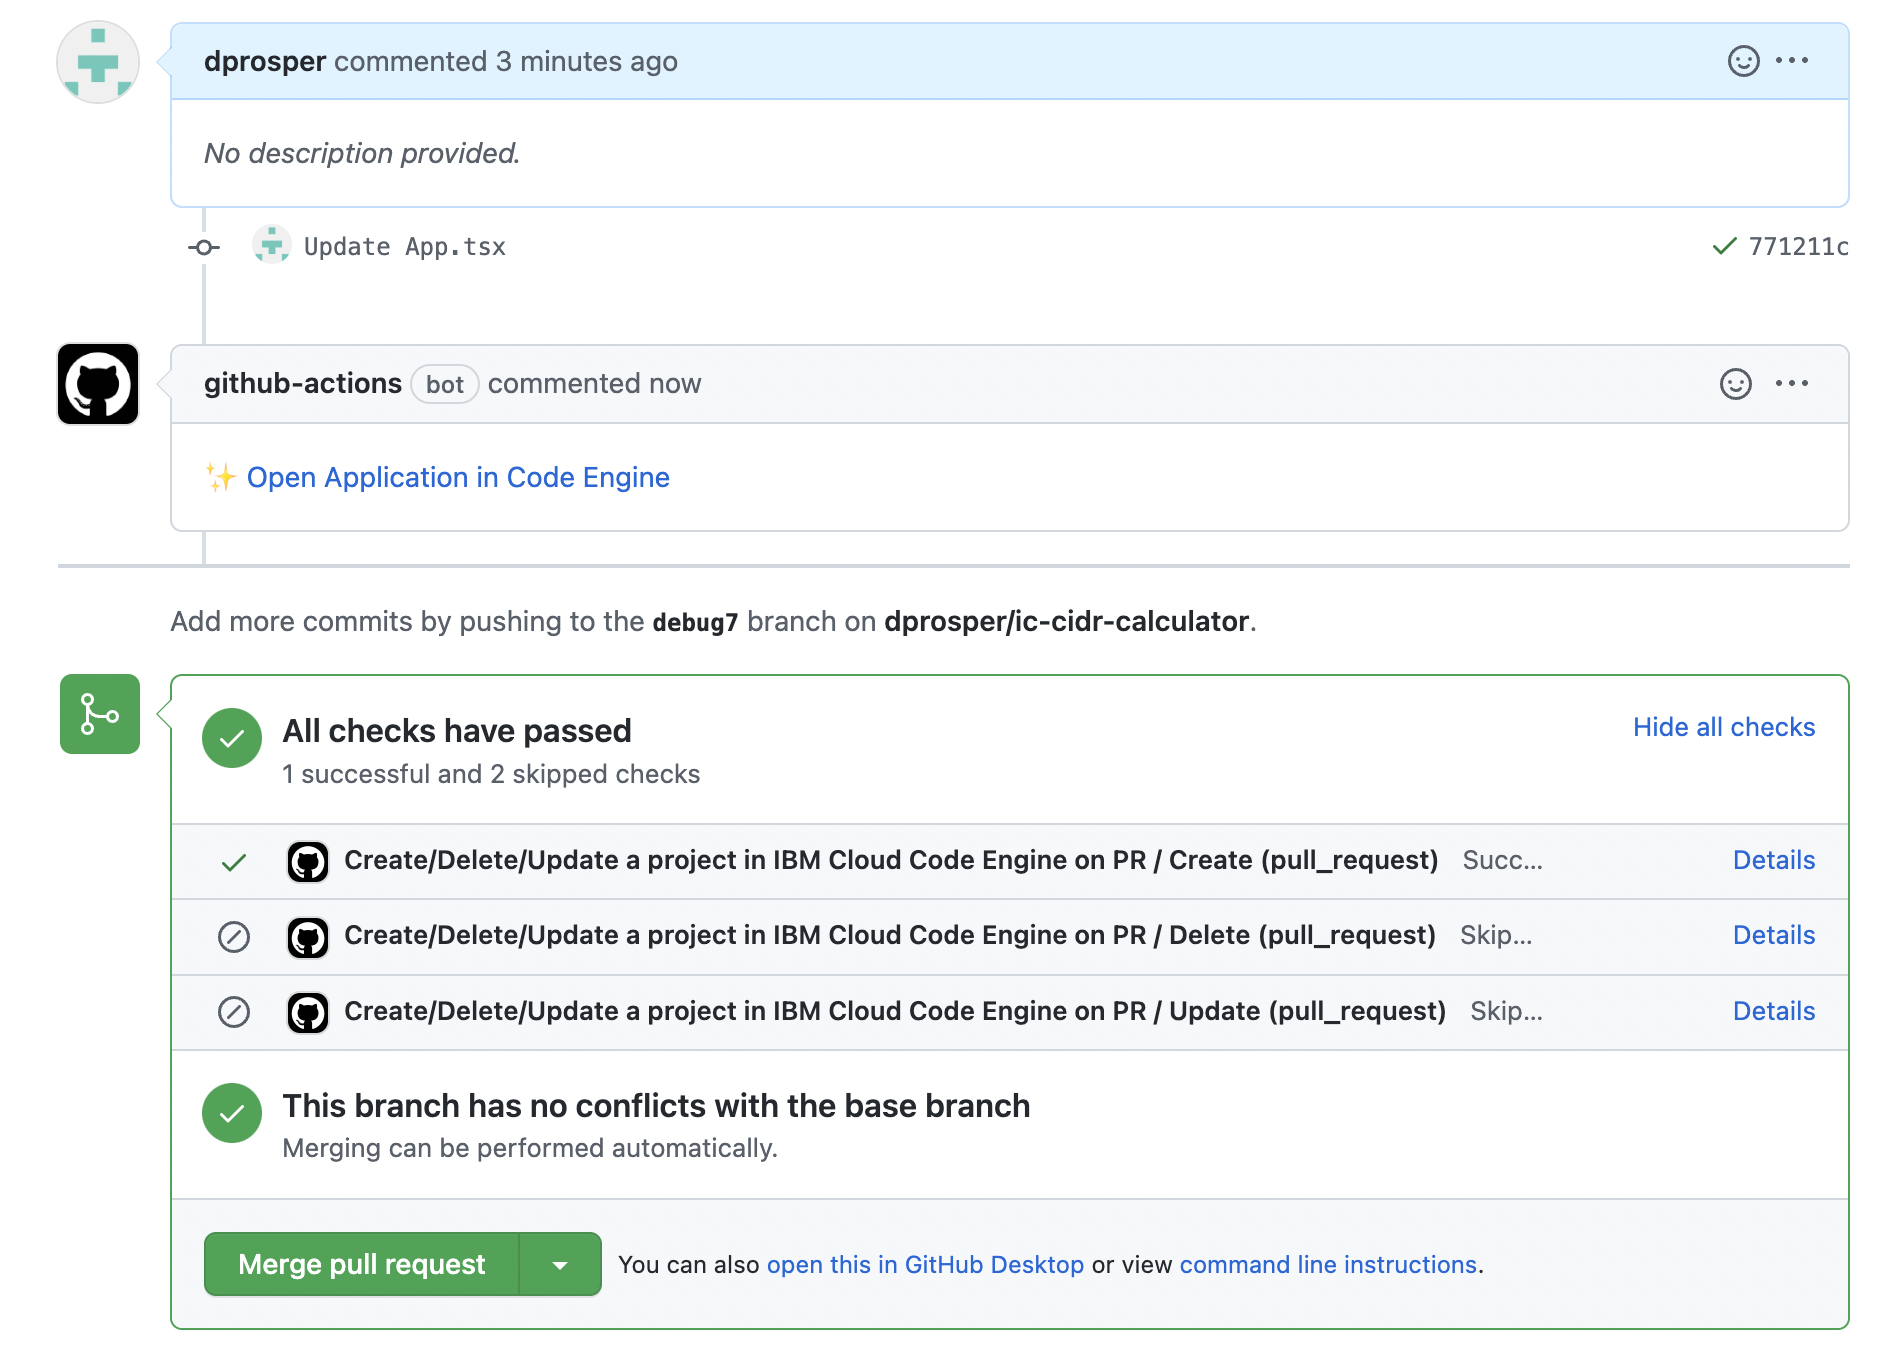 dprosper commented 3 minutes ago
No description provided.
Update App.tsx 771211c
github-actions bot commented now
✨ Open Application in Code Engine
Add more commits by pushing to the debug7 branch on dprosper/ic-cidr-calculator.
All checks have passed
Hide all checks
1 successful and 2 skipped checks
Create/Delete/Update a project in IBM Cloud Code Engine on PR / Create (pull_request) Succ... Details
Create/Delete/Update a project in IBM Cloud Code Engine on PR / Delete (pull_request) Skip... Details
Create/Delete/Update a project in IBM Cloud Code Engine on PR / Update (pull_request) Skip... Details
This branch has no conflicts with the base branch
Merging can be performed automatically.
Merge pull request You can also open this in GitHub Desktop or view command line instructions.